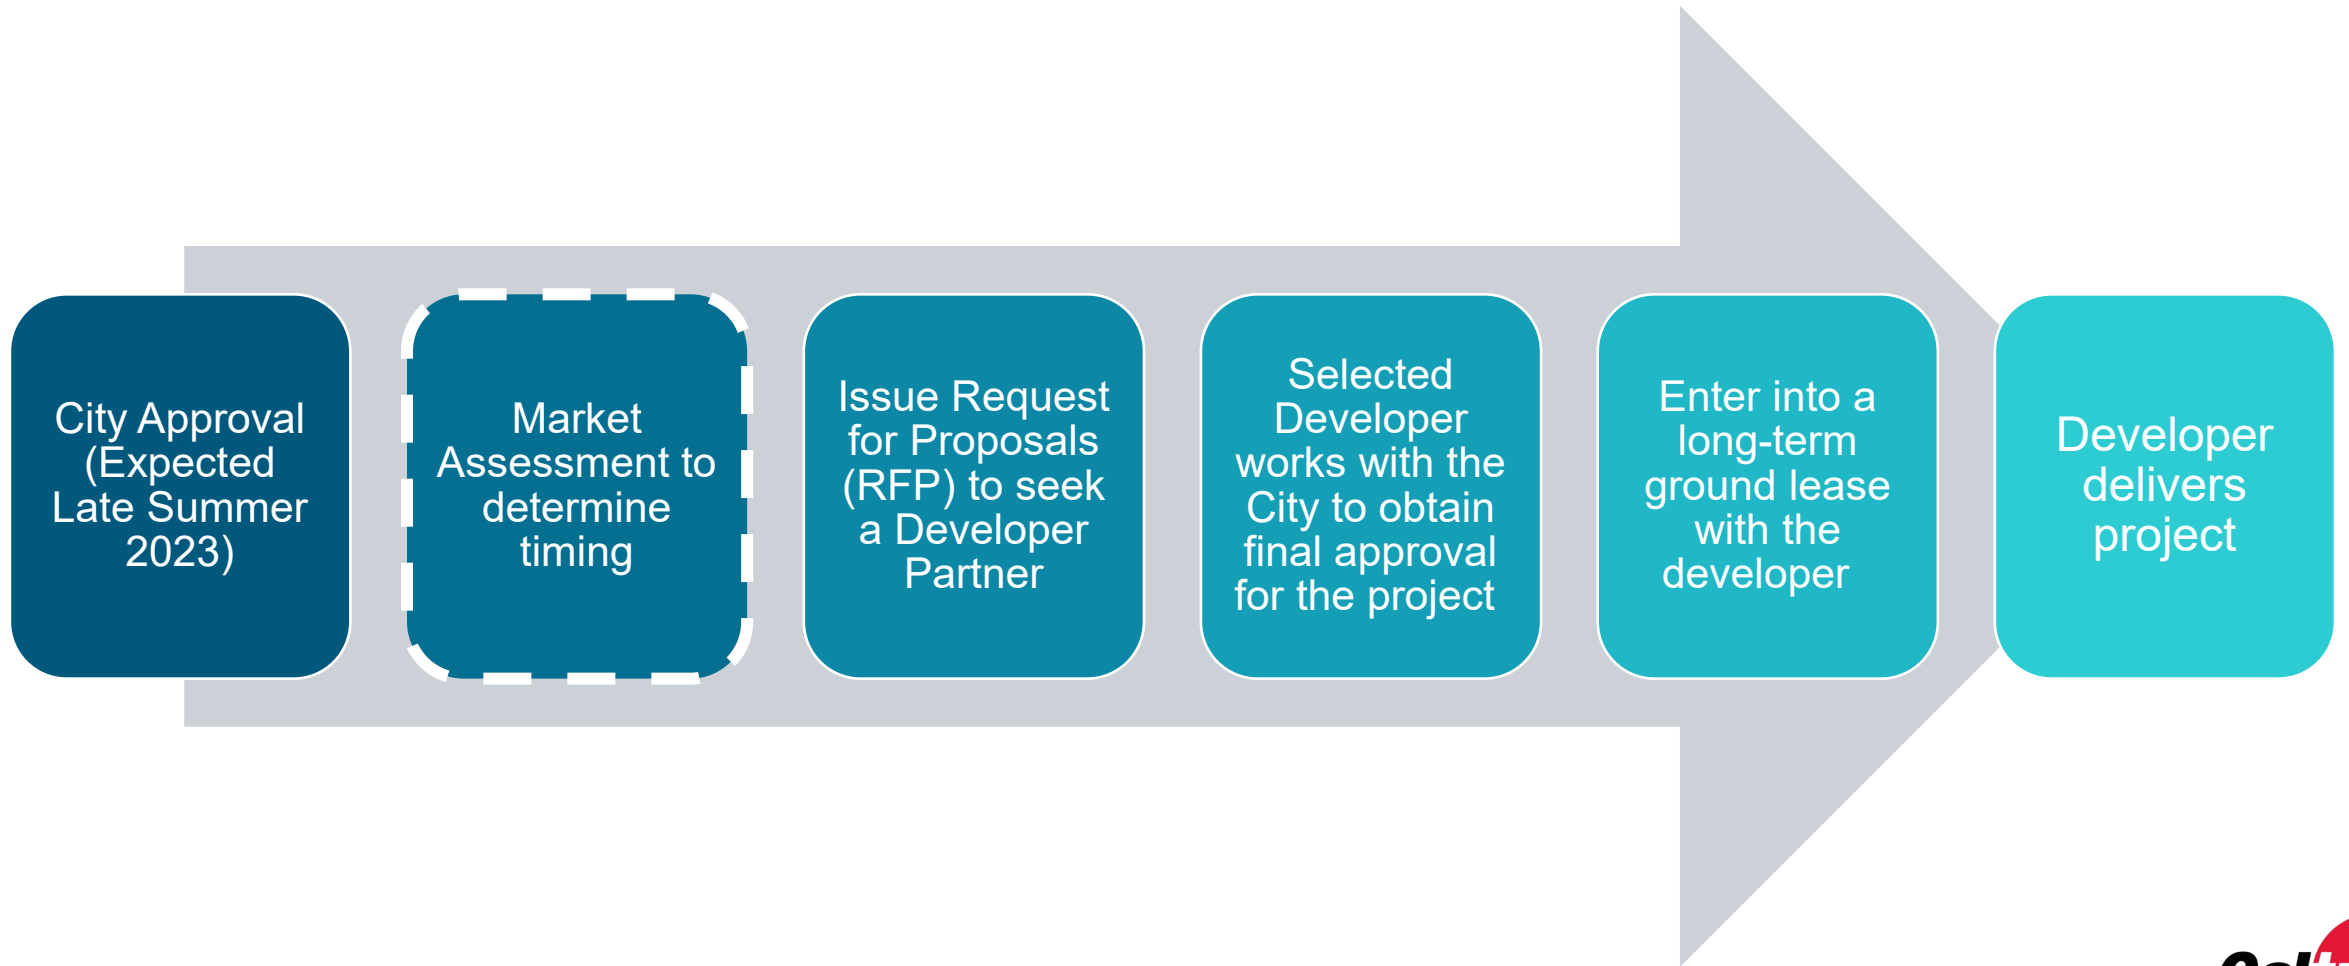 City Approval
(Expected
Late Summer
2023)
Market
Assessment to
determine
timing
Issue Request
for Proposals
(RFP) to seek
a Developer
Partner
Selected
Developer
works with the
City to obtain
final approval
for the project
Enter into a
long-term
ground lease
with the
developer
Developer
delivers
project